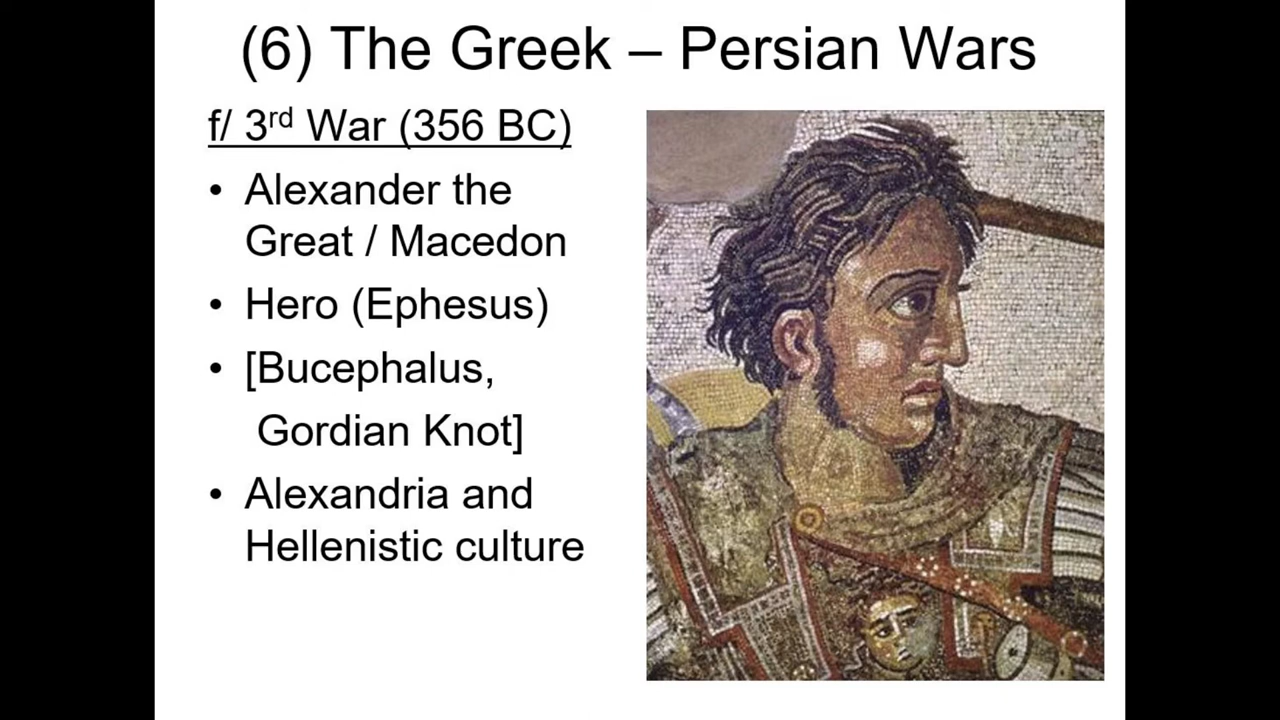 (6) The Greek – Persian Wars
f/ 3rd War (356 BC)
• Alexander the
Great / Macedon
• Hero (Ephesus)
• [Bucephalus,
Gordian Knot]
• Alexandria and
Hellenistic culture